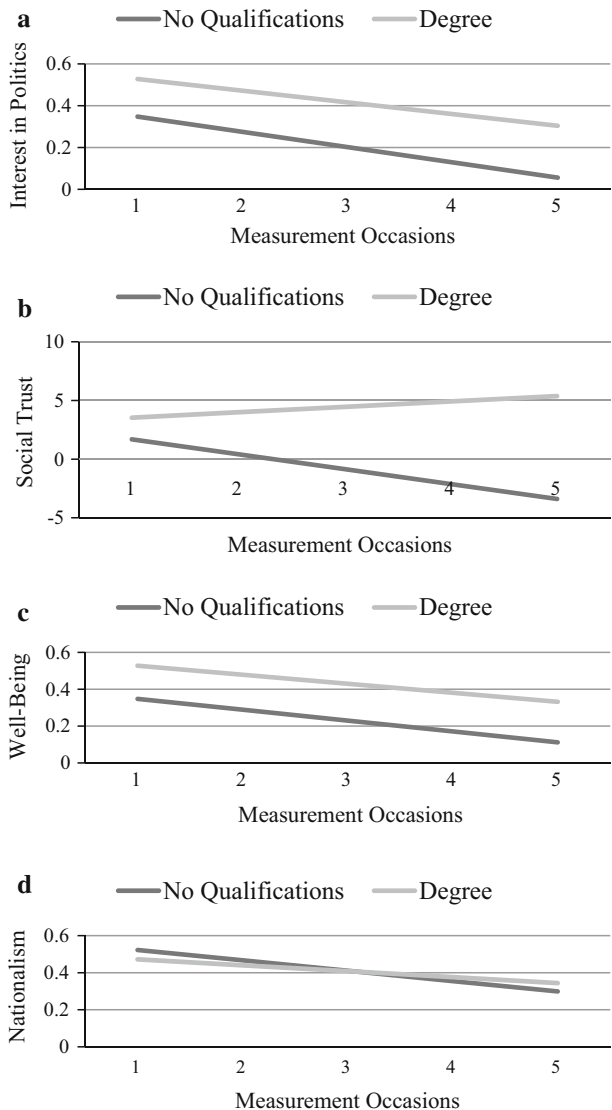 a
No Qualifications Degree
Interest in Politics
0.6
0.4
0.2
0
1 2 3 4 5
Measurement Occasions
b
No Qualifications Degree
Social Trust
10
5
0
1 2 3 4 5
-5
Measurement Occasions
c
No Qualifications Degree
Well-Being
0.6
0.4
0.2
0
1 2 3 4 5
Measurement Occasions
d
No Qualifications Degree
Nationalism
0.6
0.4
0.2
0
1 2 3 4 5
Measurement Occasions